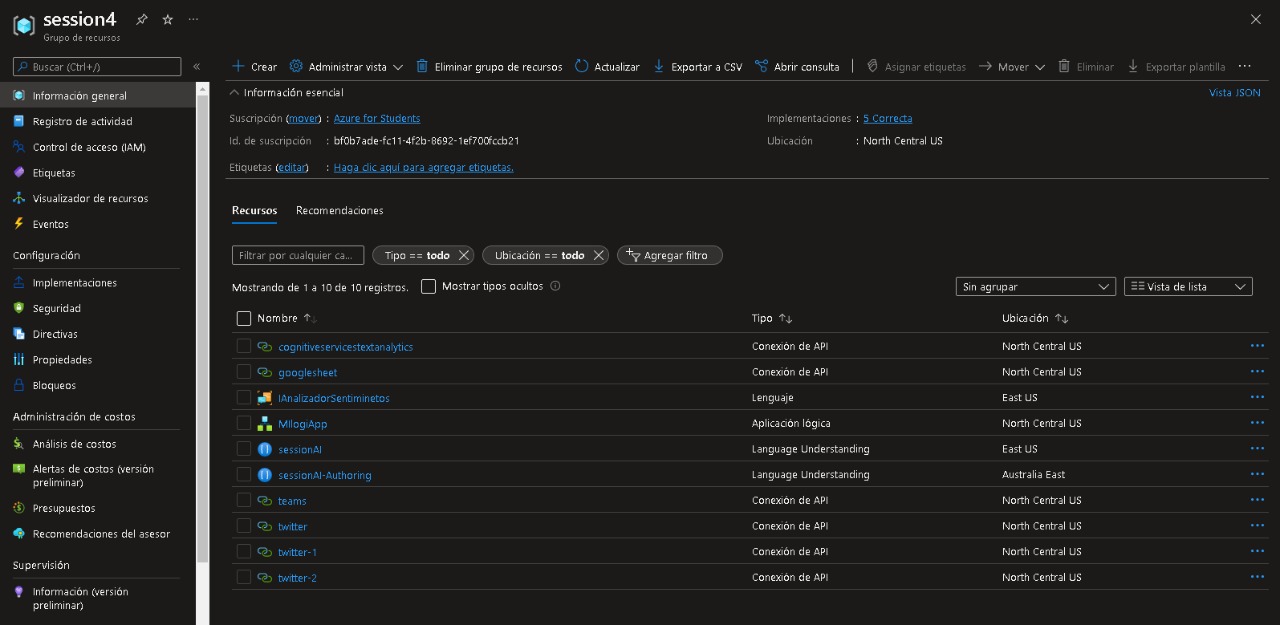 session4
Grupo de recursos
Buscar (Ctrl+/)
Información general
Registro de actividad
Control de acceso (IAM)
Etiquetas
Visualizador de recursos
Eventos
Configuración
Implementaciones
Seguridad
Directivas
Propiedades
Bloqueos
Administración de costos
Análisis de costos
Alertas de costos (versión
preliminar)
Presupuestos
Recomendaciones del asesor
Supervisión
Información (versión
preliminar)
Crear Administrar vista Eliminar grupo de recursos Actualizar Exportar a CSV Abrir consulta Asignar etiquetas Mover Eliminar Exportar plantilla
Información esencial Vista JSON
Suscripción (mover) : Azure for Students Implementaciones : 5 Correcta
Id. de suscripción : bf0b7ade-fc11-4f2b-8692-1ef700fccb21 Ubicación : North Central US
Etiquetas (editar) : Haga clic aquí para agregar etiquetas.
Recursos Recomendaciones
Filtrar por cualquier ca... Tipo == todo Ubicación == todo Agregar filtro
Mostrando de 1 a 10 de 10 registros. Mostrar tipos ocultos Sin agrupar Vista de lista
Nombre Tipo Ubicación
cognitiveservicestextanalytics Conexión de API North Central US
googlesheet Conexión de API North Central US
IAnalizadorSentiminetos Lenguaje East US
MIlogiApp Aplicación lógica North Central US
sessionAI Language Understanding East US
sessionAI-Authoring Language Understanding Australia East
teams Conexión de API North Central US
twitter Conexión de API North Central US
twitter-1 Conexión de API North Central US
twitter-2 Conexión de API North Central US